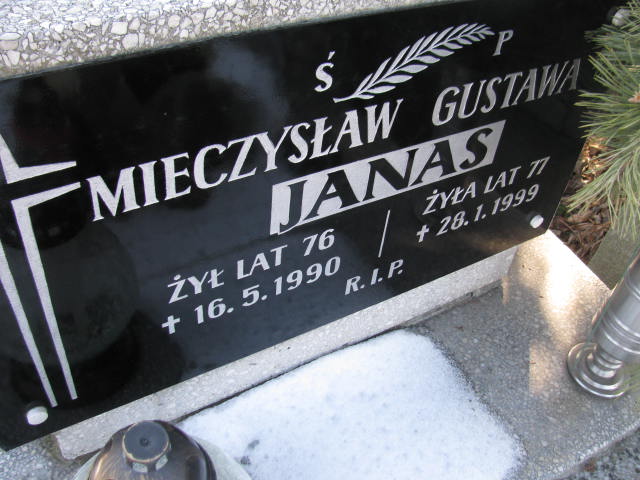 Ś P
MIECZYSŁAW GUSTAWA
JANAS
ŻYŁ LAT 76 ŻYŁA LAT 77
+ 16.5.1990 + 28.1.1999
R.I.P.